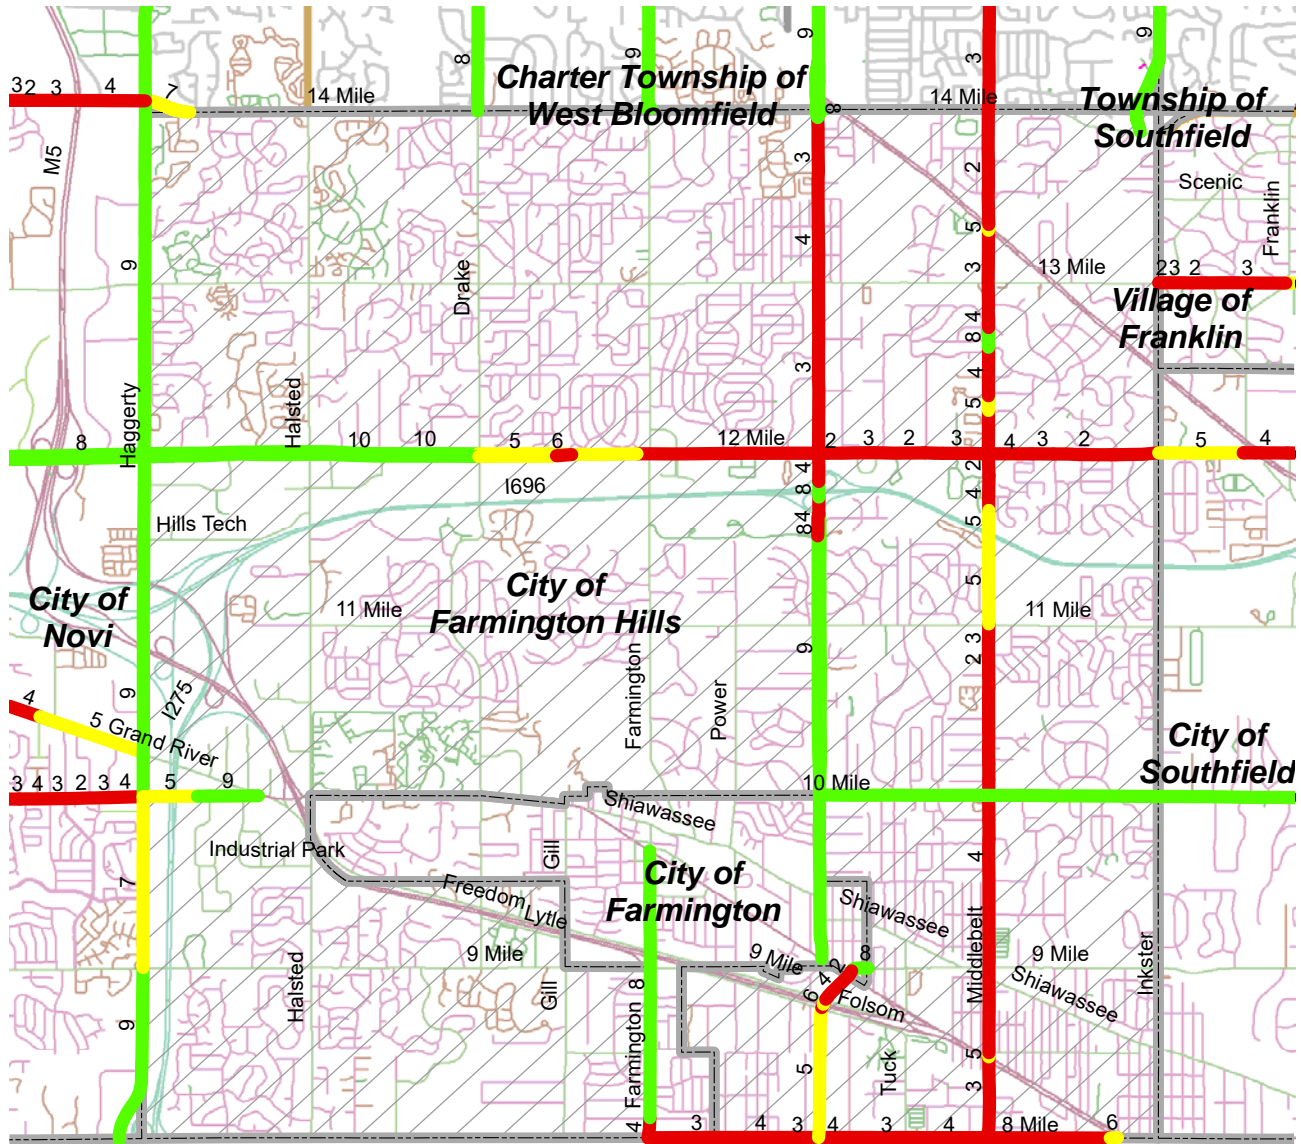 9
8
9
9
3
9
Charter Township of
West Bloomfield
3
2
3
4
7
14 Mile
8
14 Mile
Township of
Southfield
M5
3
2
Scenic
Franklin
9
Drake
4
5
3
13 Mile
2
3
2
3
Village of
Franklin
4
8
3
4
5
Haggerty
Halsted
8
10
10
5
6
12 Mile
2
3
2
3
4
3
2
5
4
4
2
I696
8
4
4
8
5
Hills Tech
City of
Novi
11 Mile
City of
Farmington Hills
5
11 Mile
9
3
2
Farmington
Power
4
9
I275
5 Grand River
City of
Southfield
3
4
3
2
3
4
5
9
10 Mile
Shiawassee
Industrial Park
Gill
4
7
City of
Farmington
Freedom
Lytle
Shiawassee
Middlebelt
9 Mile
9 Mile
2
8
9 Mile
Inkster
4
6
Folsom
Shiawassee
Halsted
Gill
8
9
Farmington
5
Tuck
5
3
4
3
4
3
4
3
4
8 Mile
6